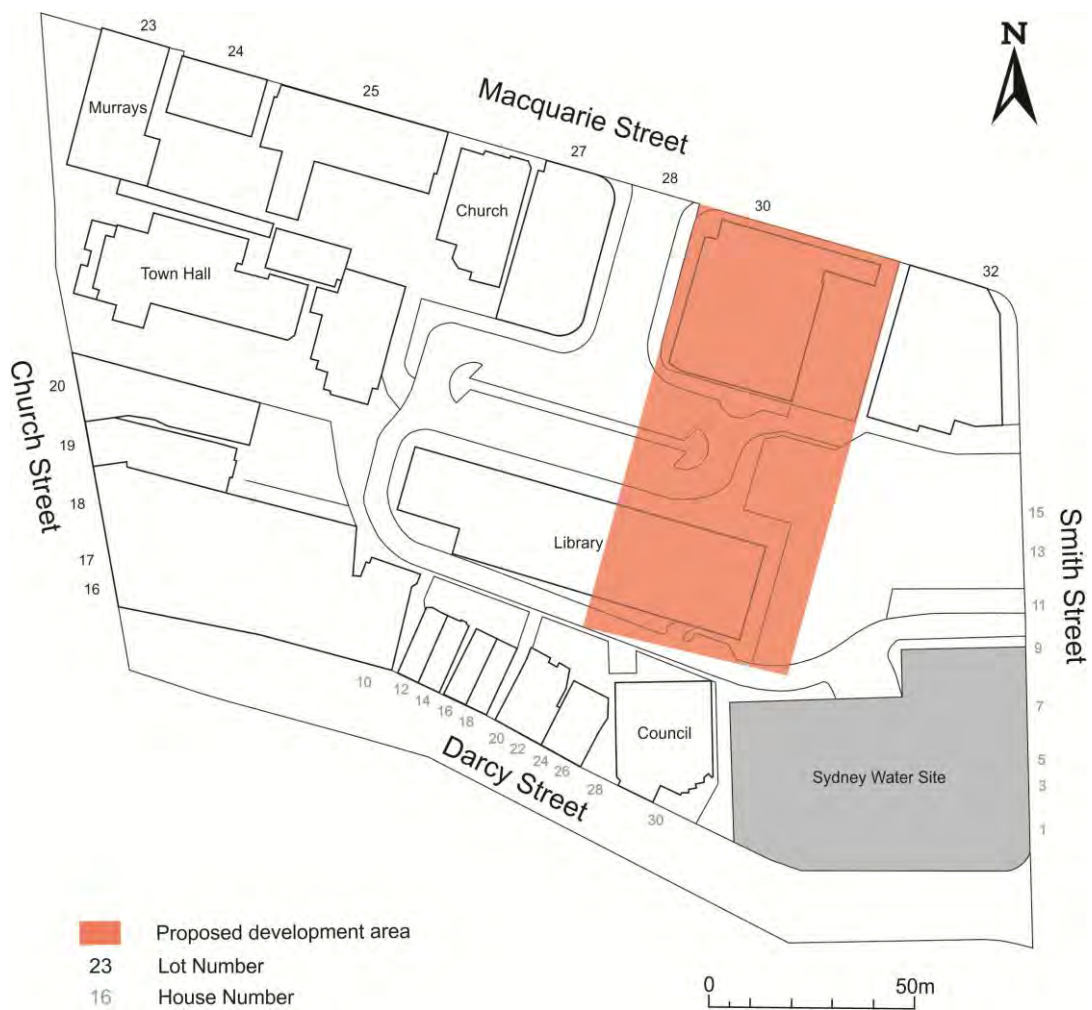 23
24
25
Macquarie Street
N
27
28
30
32
Murrays
Church
Town Hall
Church Street
20
19
18
17
16
Library
Smith Street
15
13
11
9
7
5
3
1
10
12
14
16
18
20
22
24
26
28
30
Darcy Street
Council
Sydney Water Site
Proposed development area
23 Lot Number
16 House Number
0 50m